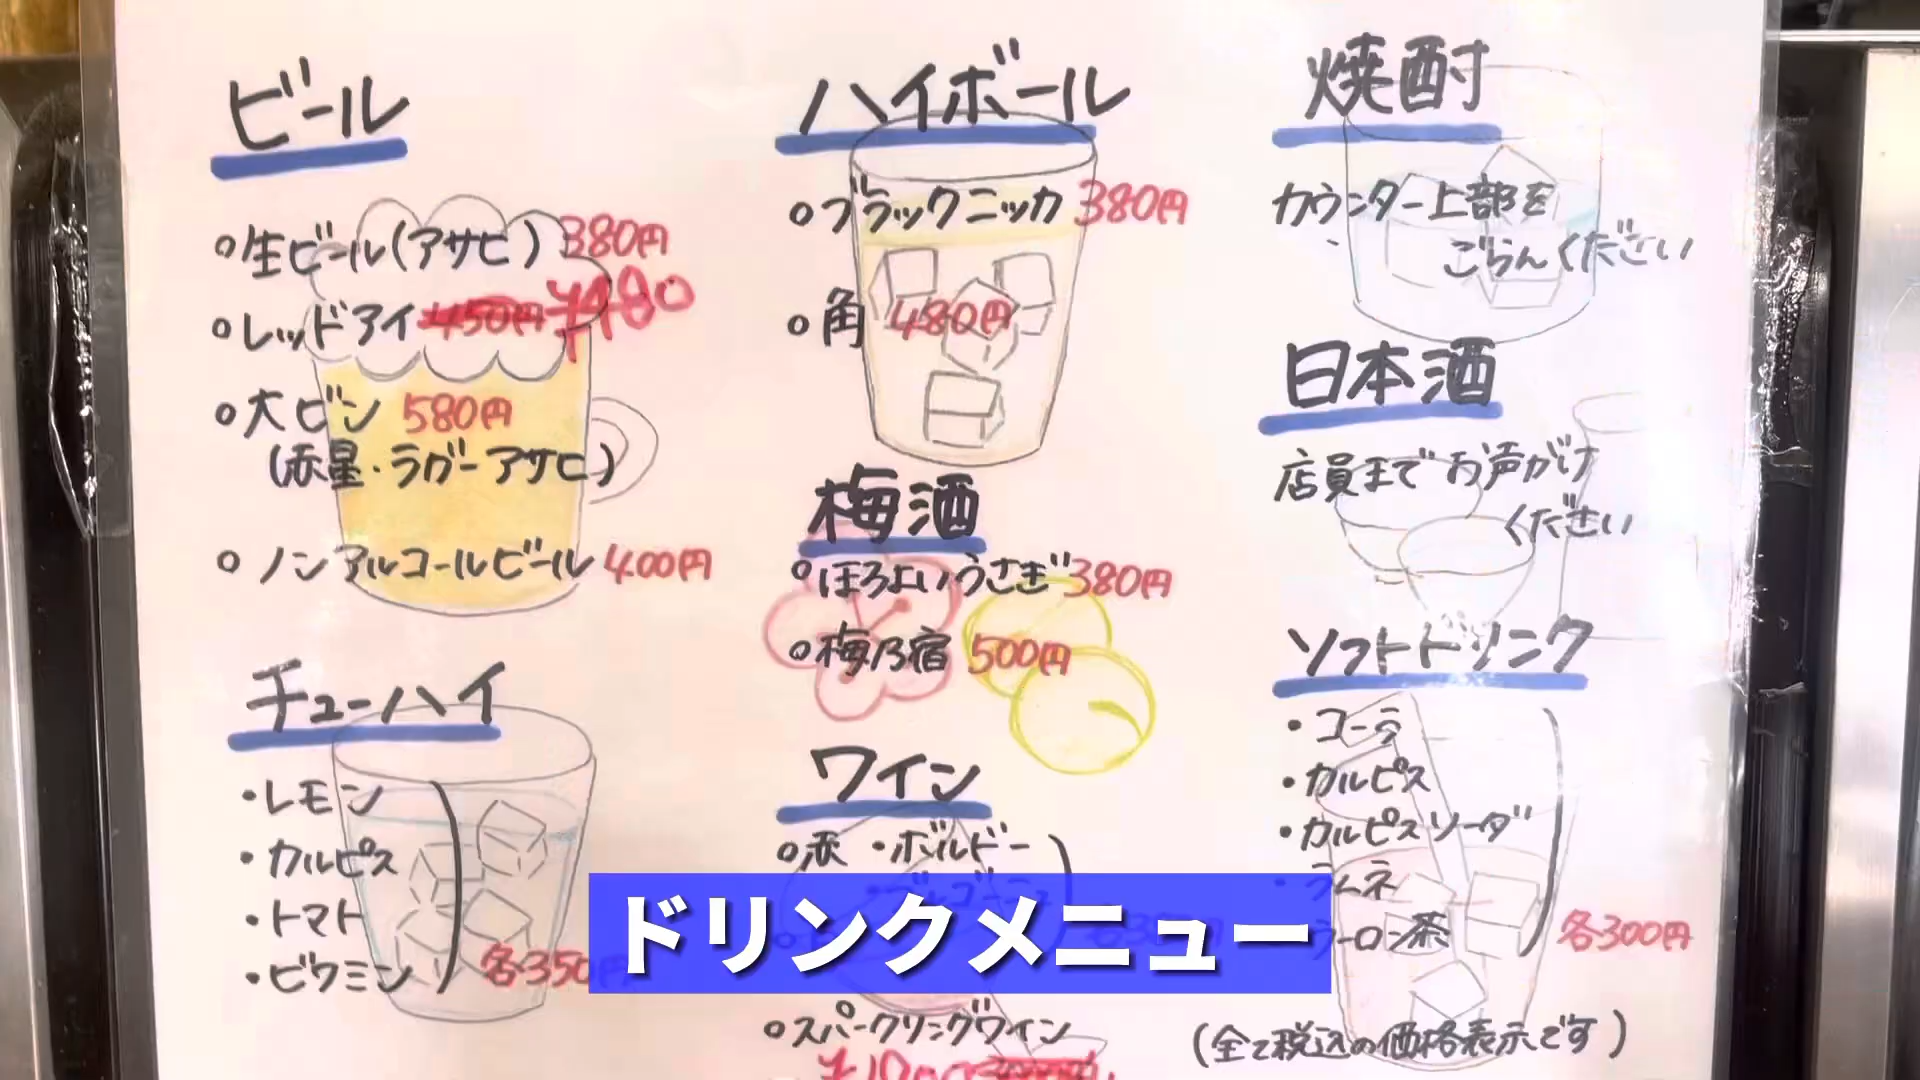 ビール
○生ビール(アサヒ) 380円
○レッドアイ 450円 ¥480
○大ビン 580円
(赤星・ラガーアサヒ)
○ノンアルコールビール 400円
チューハイ
・レモン
・カルピス
・トマト
・ビタミン 各350
ハイボール
○ブラックニッカ 380円
○角 480円
梅酒
○ほろよいうさぎ 380円
○梅乃宿 500円
ワイン
○赤 ・ボルドー
・ブルゴーニュ
○スパークリングワイン
焼酎
カウンター上部を
ごらんください
日本酒
店員までお声がけ
ください
ソフトドリンク
・コーラ
・カルピス
・カルピスソーダ
・ラムネ
ウーロン茶 各300円
(全て税込の価格表示です)
ドリンクメニュー